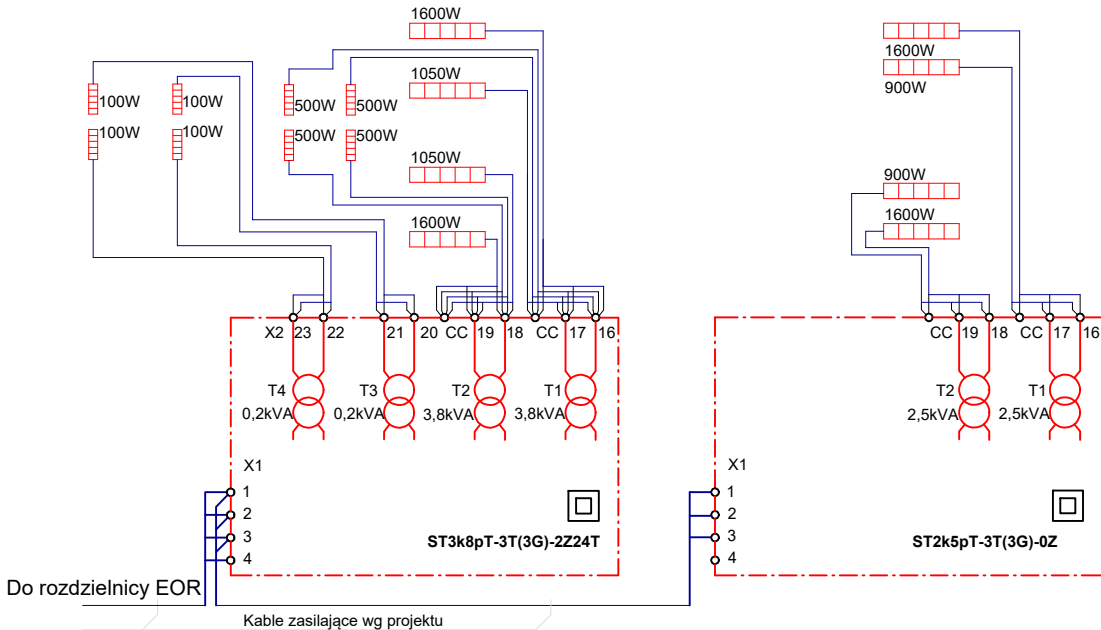 1600W
1600W
1050W
900W
100W
100W
500W
500W
100W
100W
500W
500W
1050W
900W
1600W
1600W
X2 23 22 21 20 CC 19 18 CC 17 16
CC 19 18 CC 17 16
T4 T3 T2 T1
0,2kVA 0,2kVA 3,8kVA 3,8kVA
T2 T1
2,5kVA 2,5kVA
X1
1
2
3
4
ST3k8pT-3T(3G)-2Z24T
X1
1
2
3
4
ST2k5pT-3T(3G)-0Z
Do rozdzielnicy EOR
Kable zasilające wg projektu